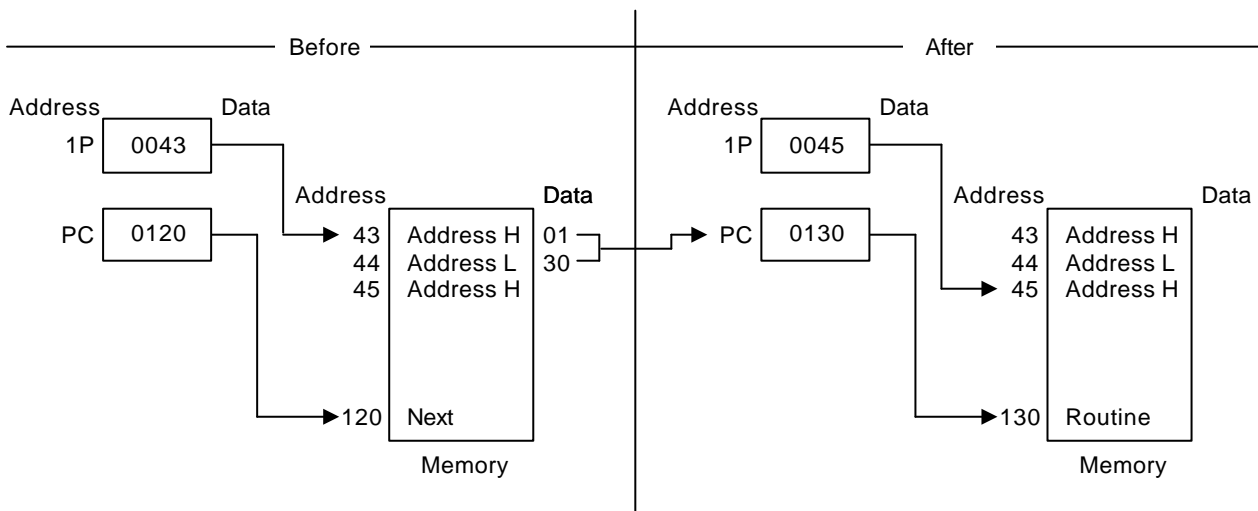 Before
After
Address Data
1P 0043
Address Data
PC 0120
43 Address H 01
44 Address L 30
45 Address H
120 Next
Memory
Address Data
1P 0045
Address Data
PC 0130
43 Address H
44 Address L
45 Address H
130 Routine
Memory